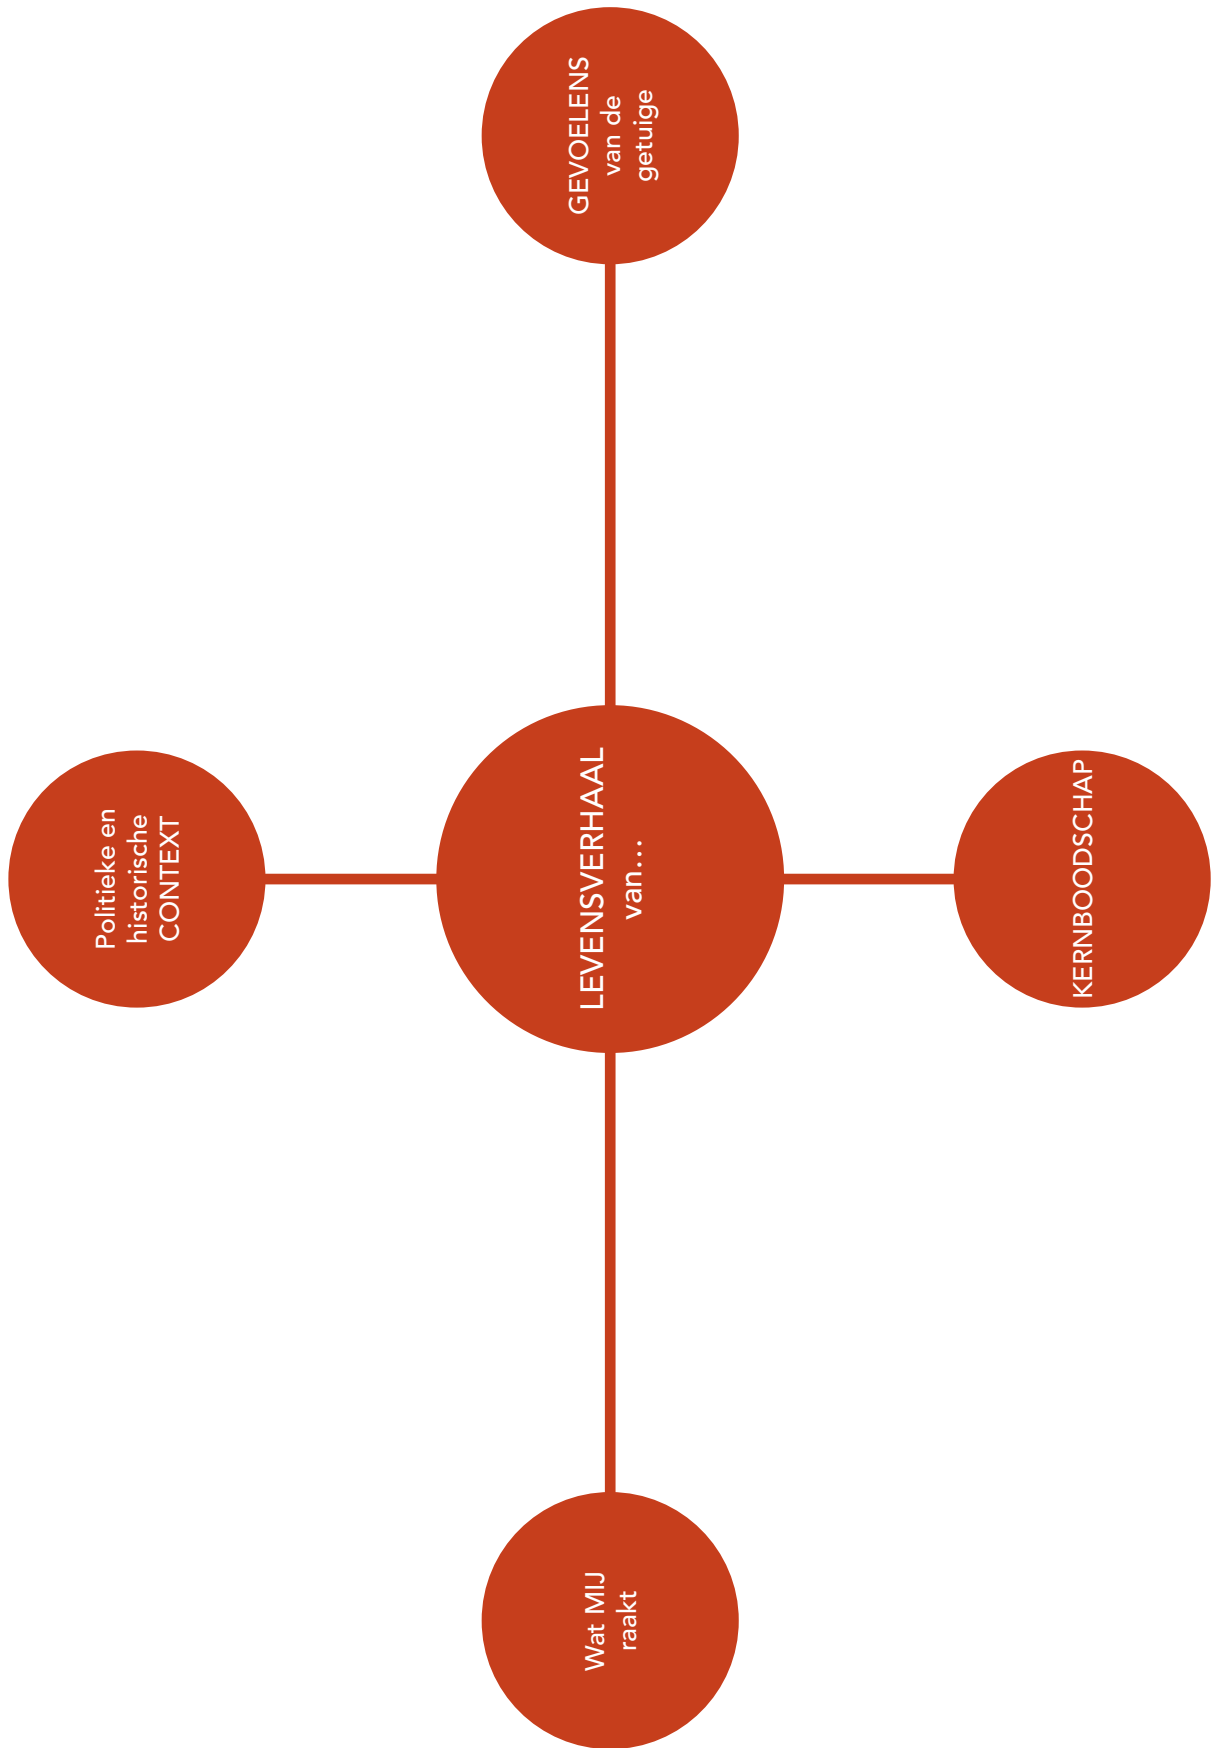 Politieke en
historische
CONTEXT
Wat MIJ
raakt
LEVENSVERHAAL
van...
GEVOELENS
van de
getuige
KERNBOODSCHAP